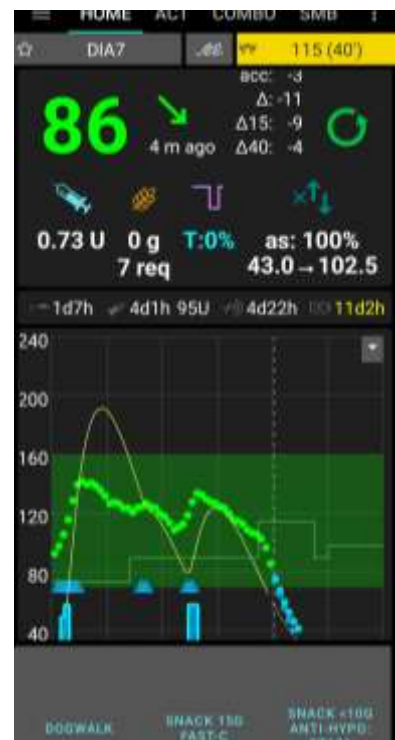 HOME ACT COMBO SMB
DIA7 115 (40')
acc: -3
86 Δ: -11
4 m ago Δ15: -9
Δ40: -4
0.73 U 0 g T:0% as: 100%
7 req 43.0→102.5
1d7h 4d1h 95U 4d22h 11d2h
240
200
160
120
80
40
DOGWALK SNACK 15G SNACK <10G
FAST-C ANTI-HYPO: